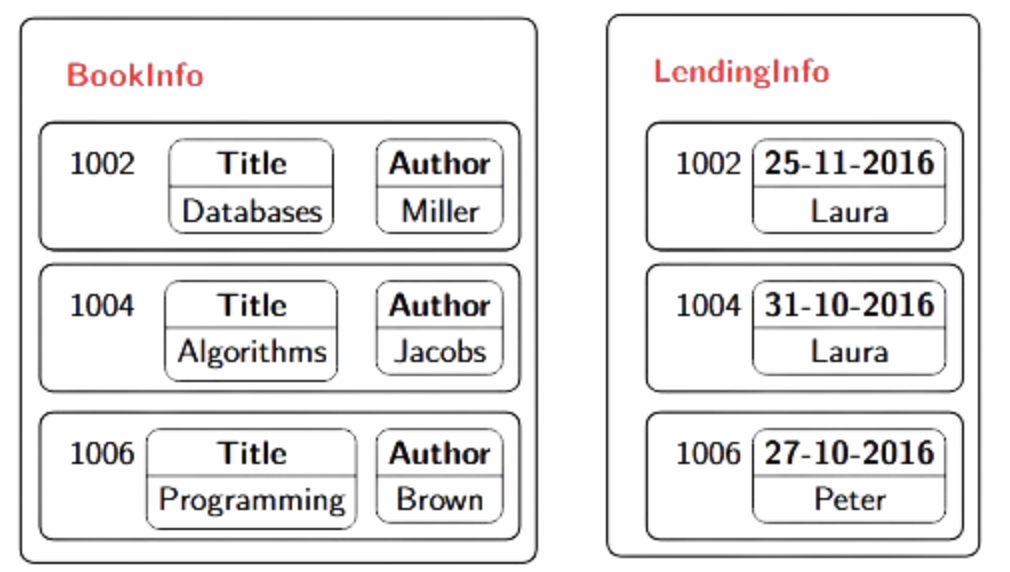 BookInfo
1002 Title Author
Databases Miller
1004 Title Author
Algorithms Jacobs
1006 Title Author
Programming Brown
LendingInfo
1002 25-11-2016
Laura
1004 31-10-2016
Laura
1006 27-10-2016
Peter